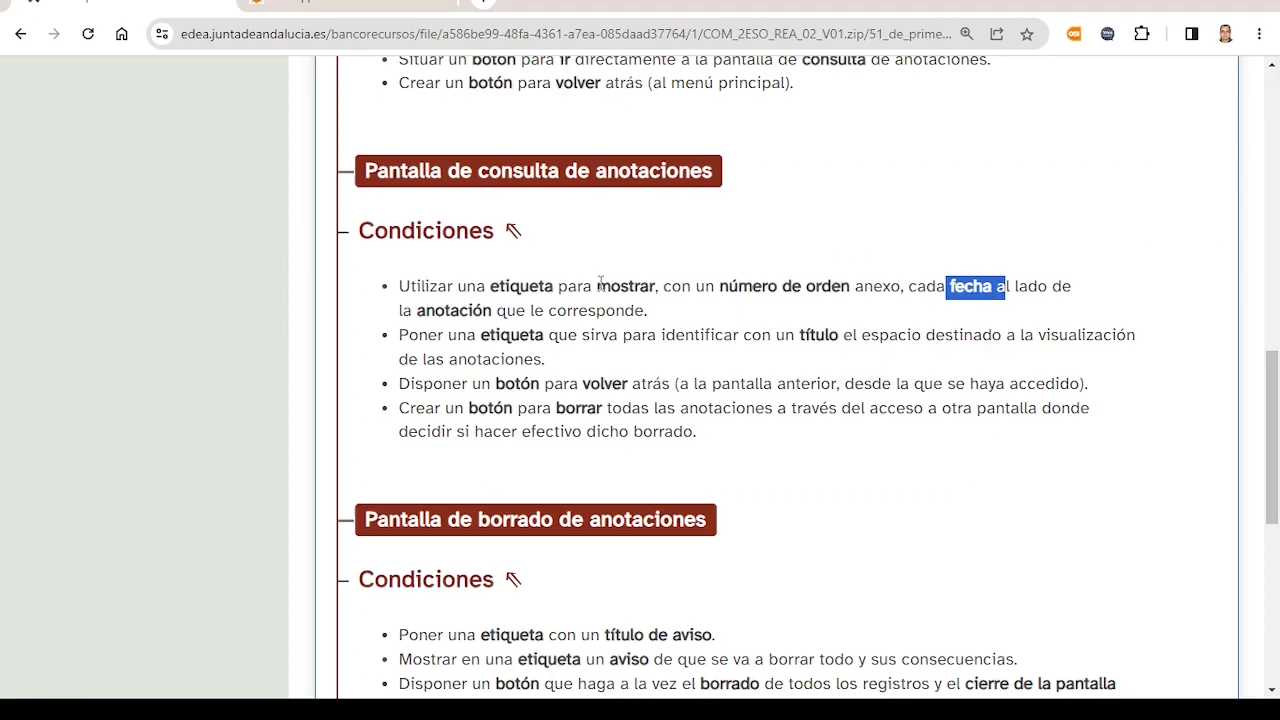 edea.juntadeandalucia.es/bancorecursos/file/a586be99-48fa-4361-a7ea-085daad37764/1/COM_2ESO_REA_02_V01.zip/51_de_prime...
Situar un botón para ir directamente a la pantalla de consulta de anotaciones.
• Crear un botón para volver atrás (al menú principal).
Pantalla de consulta de anotaciones
Condiciones
• Utilizar una etiqueta para mostrar, con un número de orden anexo, cada fecha al lado de
la anotación que le corresponde.
• Poner una etiqueta que sirva para identificar con un título el espacio destinado a la visualización
de las anotaciones.
• Disponer un botón para volver atrás (a la pantalla anterior, desde la que se haya accedido).
• Crear un botón para borrar todas las anotaciones a través del acceso a otra pantalla donde
decidir si hacer efectivo dicho borrado.
Pantalla de borrado de anotaciones
Condiciones
• Poner una etiqueta con un título de aviso.
• Mostrar en una etiqueta un aviso de que se va a borrar todo y sus consecuencias.
• Disponer un botón que haga a la vez el borrado de todos los registros y el cierre de la pantalla